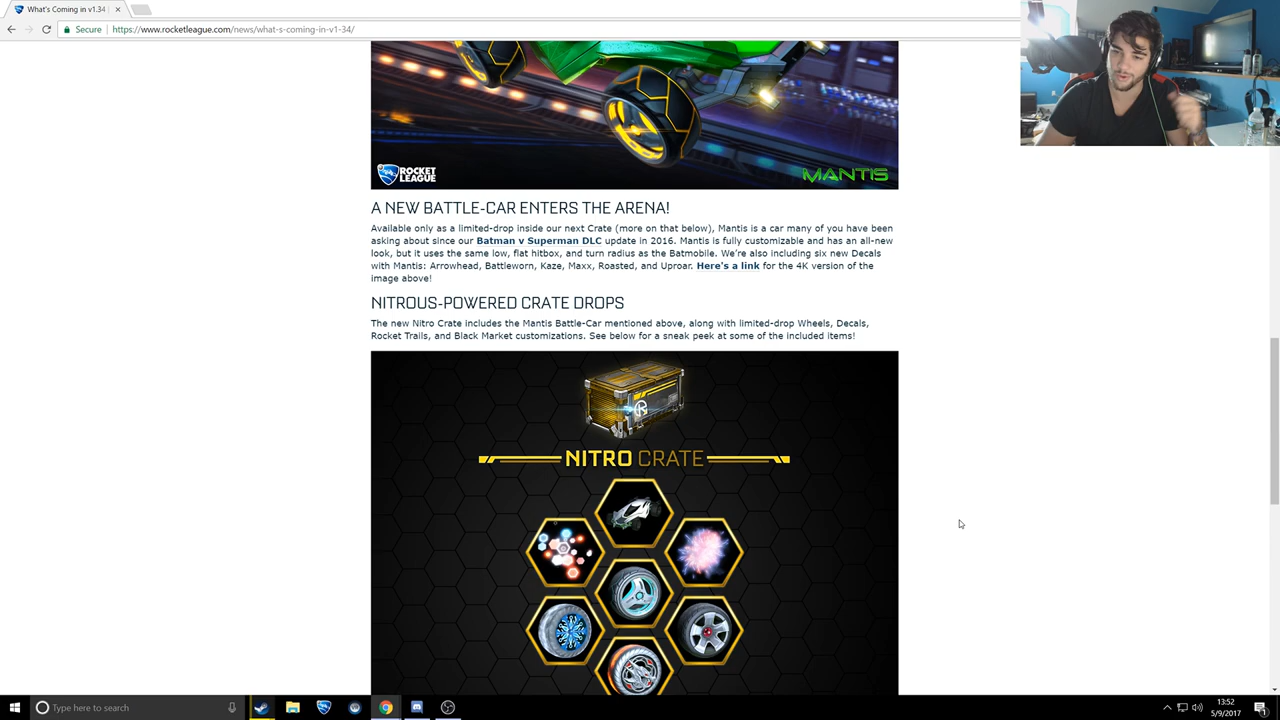 What's Coming in v1.34
Secure
https://www.rocketleague.com/news/what-s-coming-in-v1-34/
ROCKET
LEAGUE
MANTIS
A NEW BATTLE-CAR ENTERS THE ARENA!
Available only as a limited-drop inside our next Crate (more on that below), Mantis is a car many of you have been
asking about since our Batman v Superman DLC update in 2016. Mantis is fully customizable and has an all-new
look, but it uses the same low, flat hitbox, and turn radius as the Batmobile. We're also including six new Decals
with Mantis: Arrowhead, Battleworn, Kaze, Maxx, Roasted, and Uproar. Here's a link for the 4K version of the
image above!
NITROUS-POWERED CRATE DROPS
The new Nitro Crate includes the Mantis Battle-Car mentioned above, along with limited-drop Wheels, Decals,
Rocket Trails, and Black Market customizations. See below for a sneak peek at some of the included items!
NITRO CRATE
Type here to search
13:52
5/9/2017